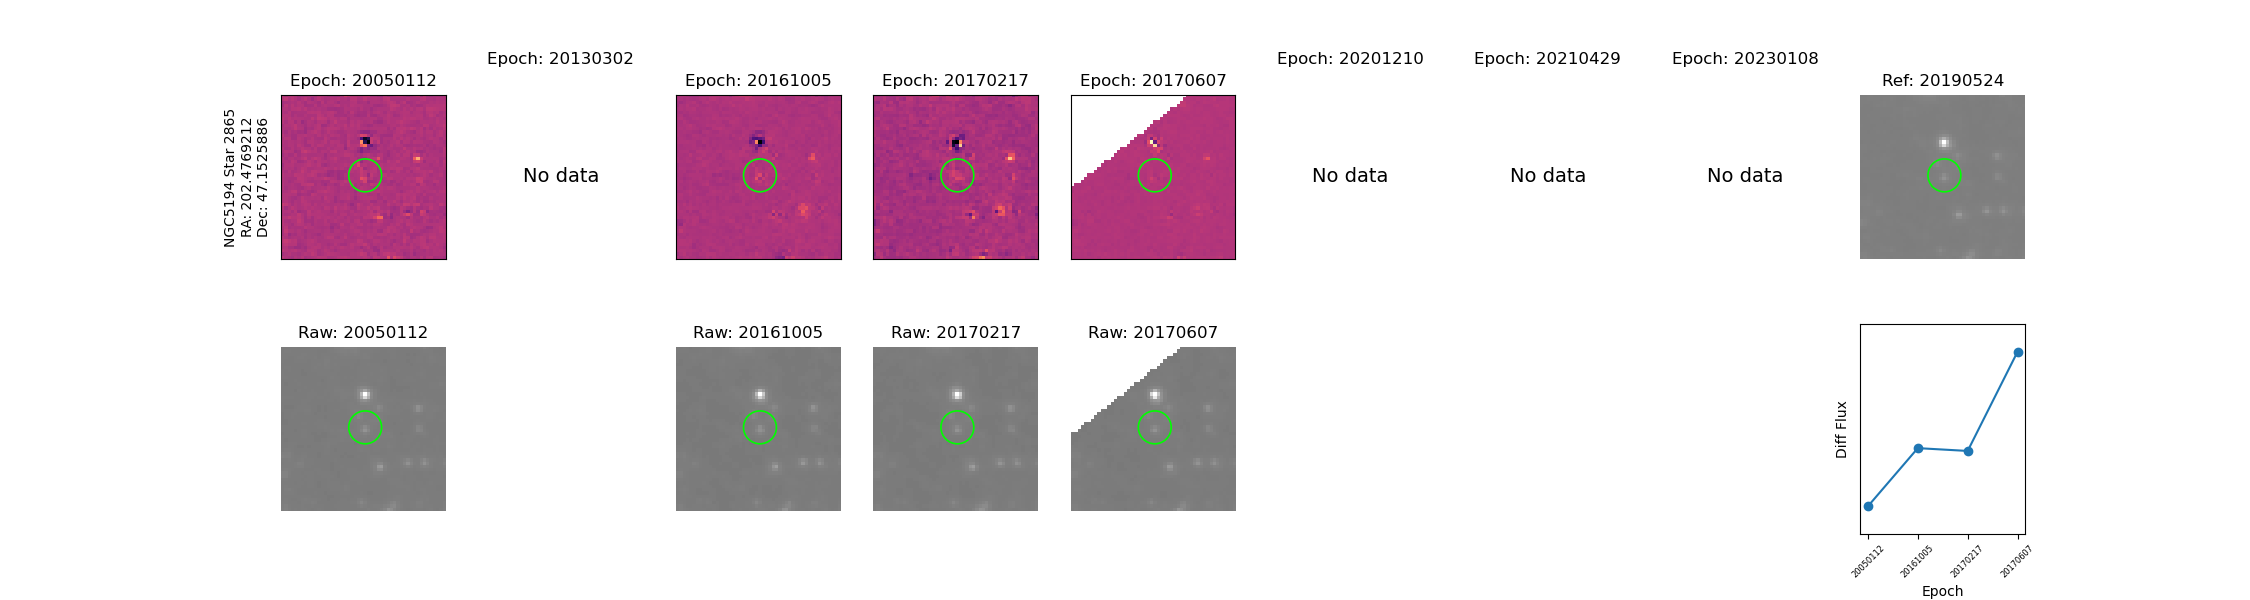 Epoch: 20050112
Epoch: 20130302
Epoch: 20161005
Epoch: 20170217
Epoch: 20170607
Epoch: 20201210
Epoch: 20210429
Epoch: 20230108
Ref: 20190524
NGC5194 Star 2865
RA: 202.4769212
Dec: 47.1525886
No data
No data
No data
No data
Raw: 20050112
Raw: 20161005
Raw: 20170217
Raw: 20170607
Diff Flux
20050112
20161005
20170217
20170607
Epoch